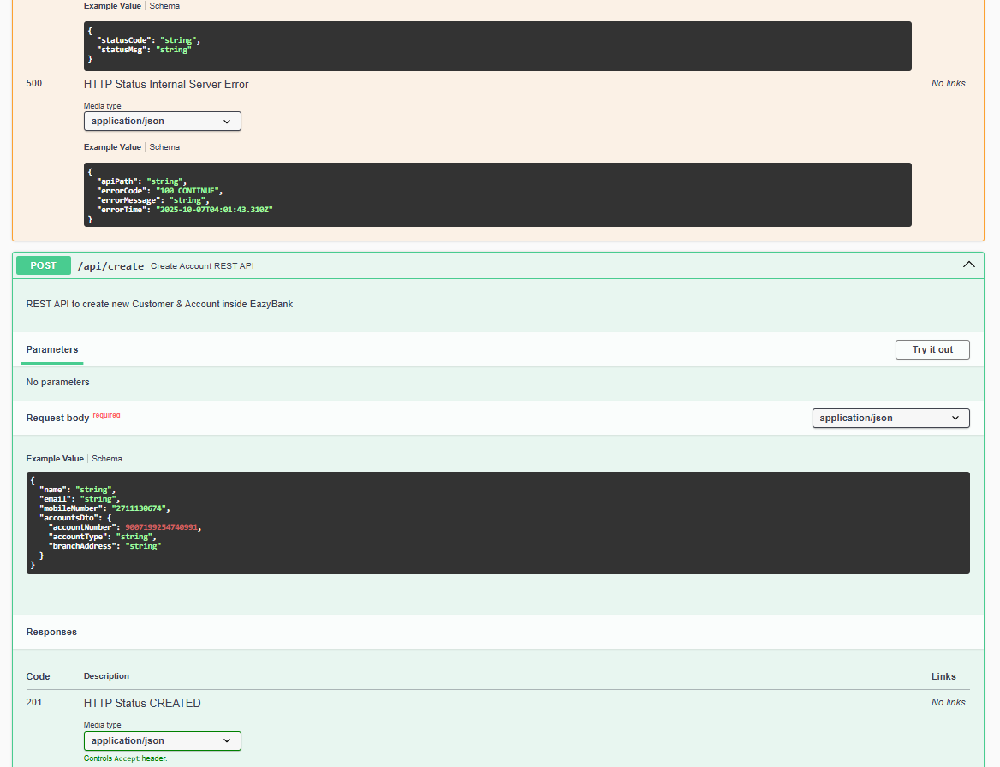 Example Value | Schema
{
  "statusCode": "string",
  "statusMsg": "string"
}
500 HTTP Status Internal Server Error No links
Media type
application/json
Example Value | Schema
{
  "apiPath": "string",
  "errorCode": "100 CONTINUE",
  "errorMessage": "string",
  "errorTime": "2025-10-07T04:01:43.310Z"
}
POST /api/create Create Account REST API
REST API to create new Customer & Account inside EazyBank
Parameters Try it out
No parameters
Request body required application/json
Example Value | Schema
{
  "name": "string",
  "email": "string",
  "mobileNumber": "2711130674",
  "accountsDto": {
    "accountNumber": 9007199254740991,
    "accountType": "string",
    "branchAddress": "string"
  }
}
Responses
Code Description Links
201 HTTP Status CREATED No links
Media type
application/json
Controls Accept header.